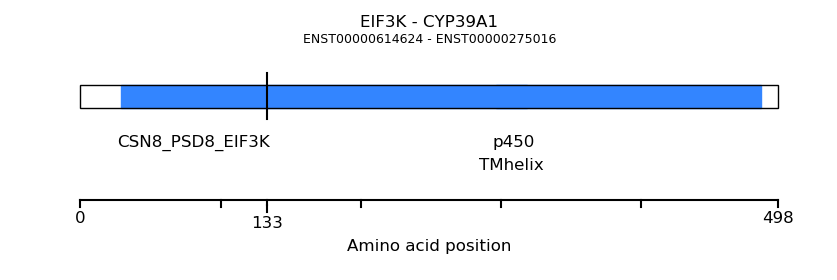 EIF3K - CYP39A1
ENST00000614624 - ENST00000275016
CSN8_PSD8_EIF3K
p450
TMhelix
0
133
498
Amino acid position